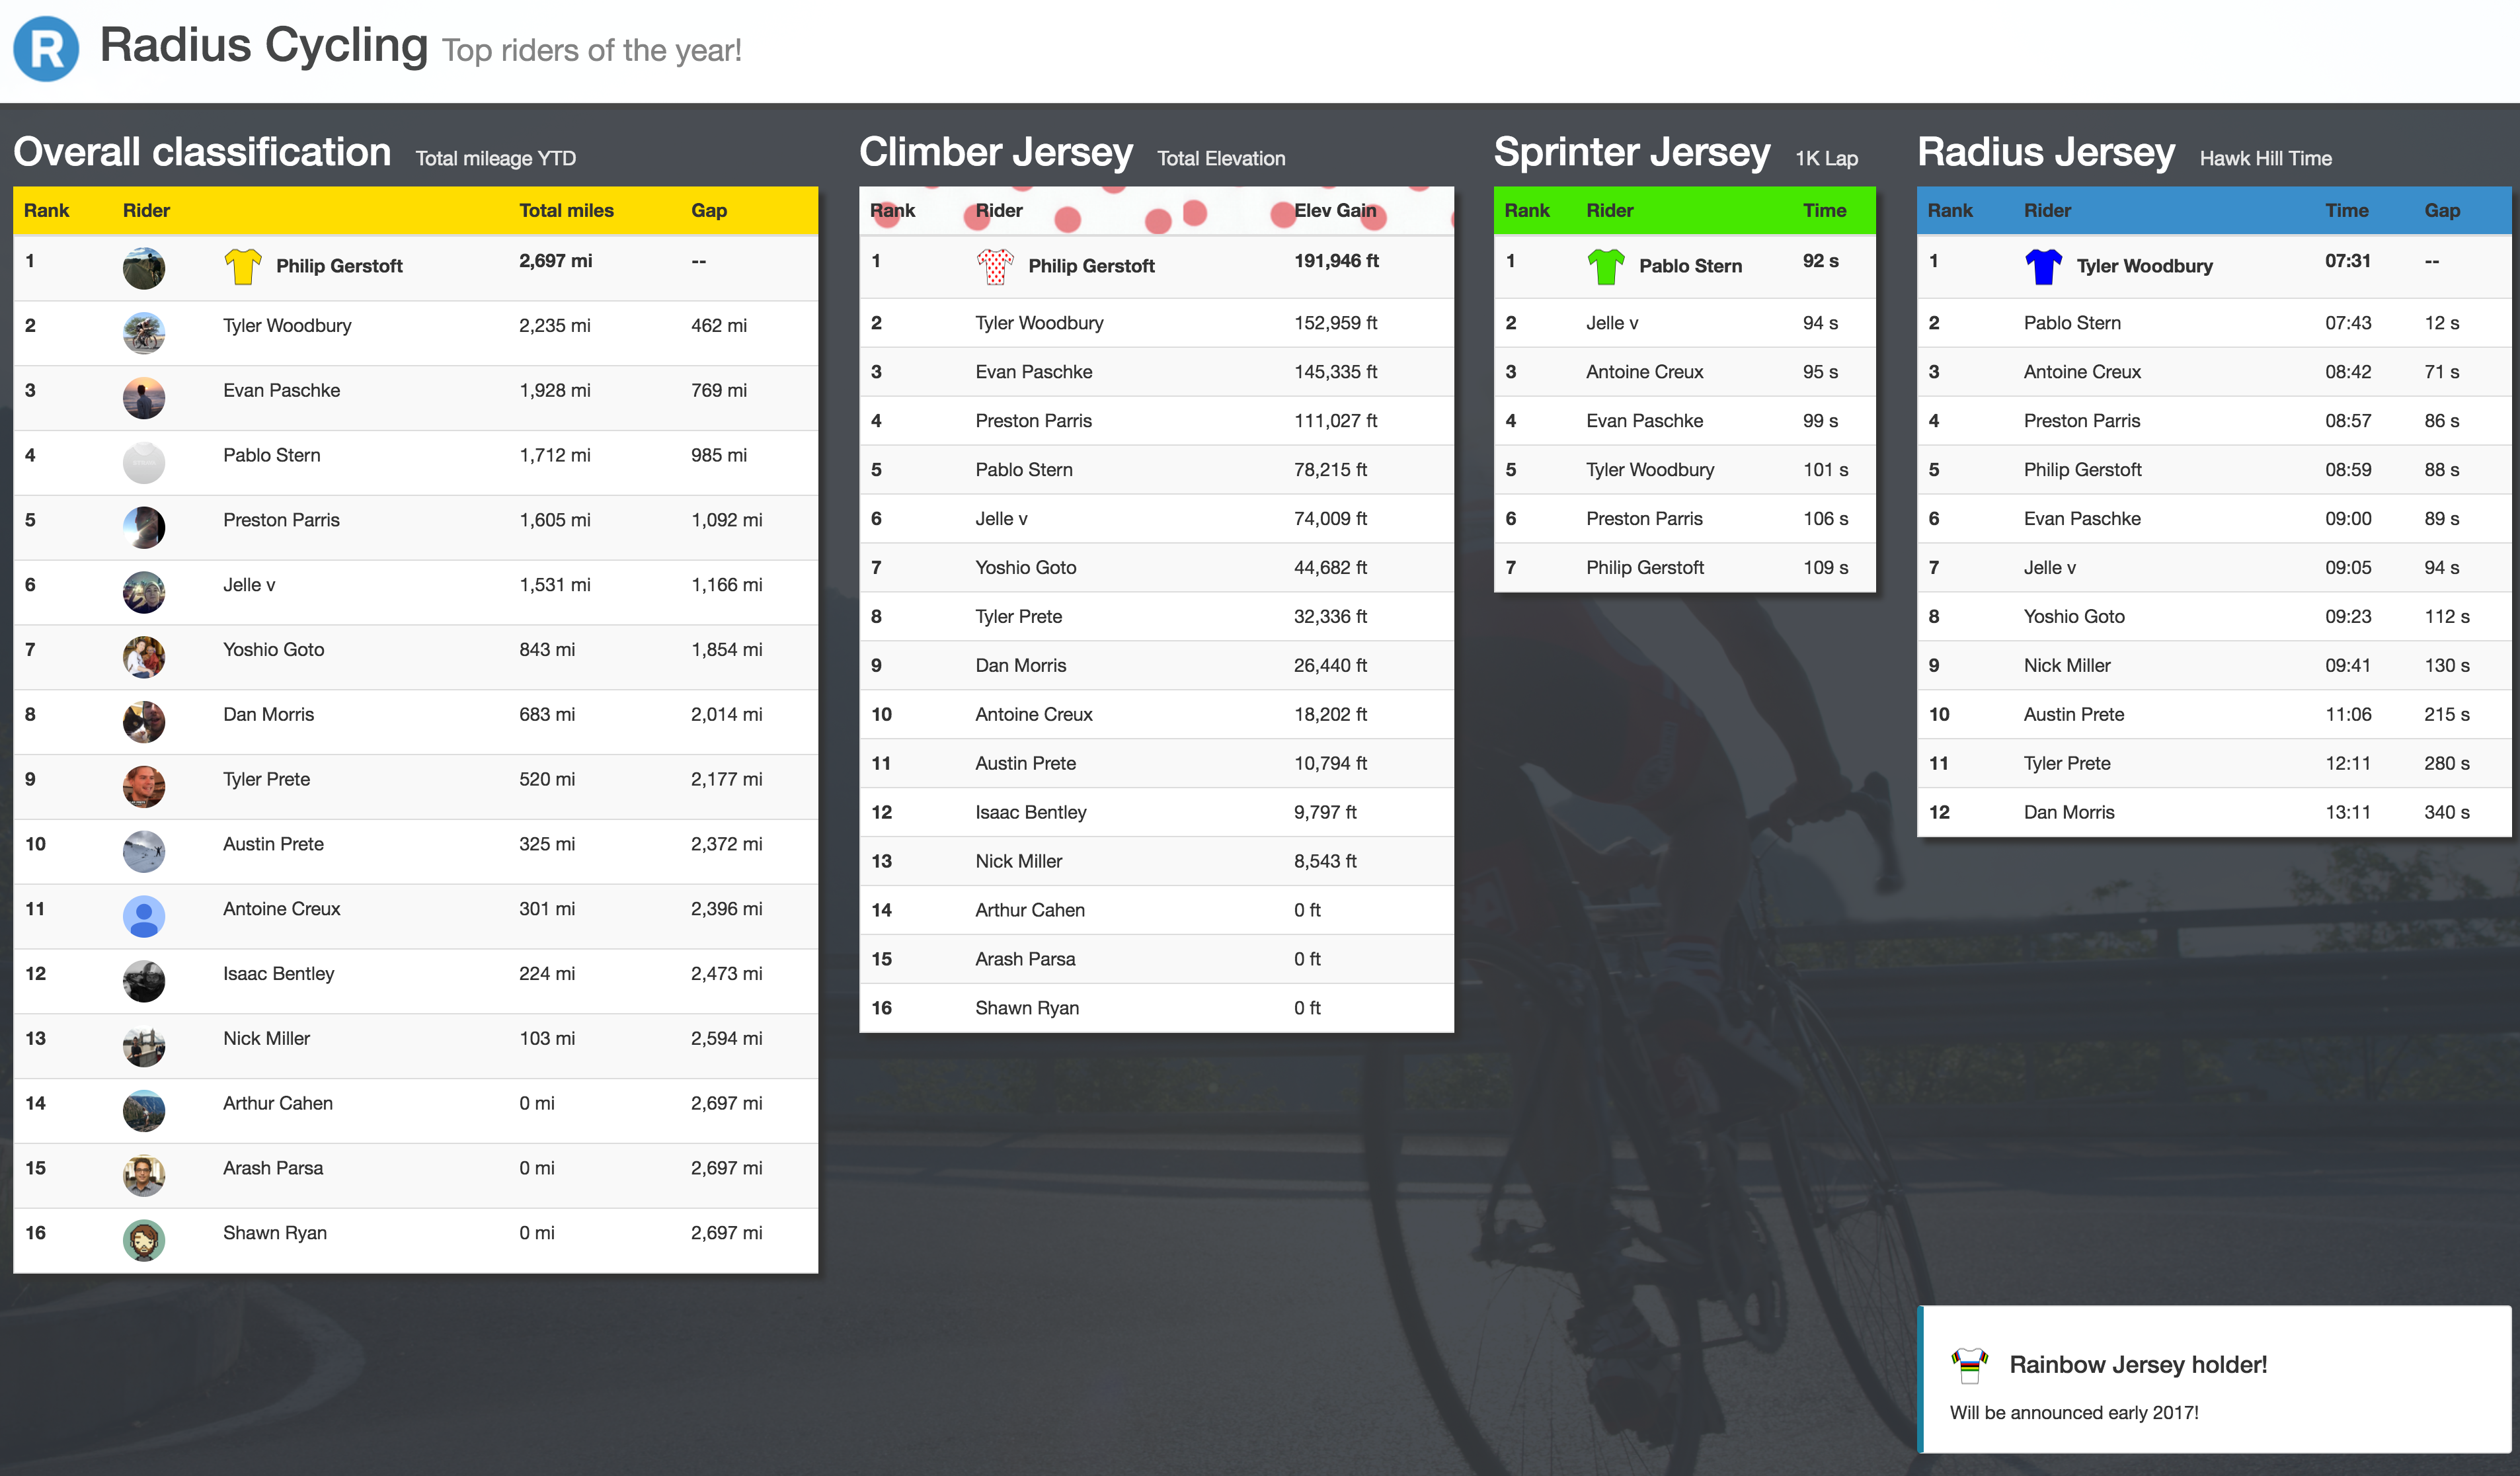 R Radius Cycling Top riders of the year!
Overall classification Total mileage YTD
Rank Rider Total miles Gap
1 Philip Gerstoft 2,697 mi --
2 Tyler Woodbury 2,235 mi 462 mi
3 Evan Paschke 1,928 mi 769 mi
4 Pablo Stern 1,712 mi 985 mi
5 Preston Parris 1,605 mi 1,092 mi
6 Jelle v 1,531 mi 1,166 mi
7 Yoshio Goto 843 mi 1,854 mi
8 Dan Morris 683 mi 2,014 mi
9 Tyler Prete 520 mi 2,177 mi
10 Austin Prete 325 mi 2,372 mi
11 Antoine Creux 301 mi 2,396 mi
12 Isaac Bentley 224 mi 2,473 mi
13 Nick Miller 103 mi 2,594 mi
14 Arthur Cahen 0 mi 2,697 mi
15 Arash Parsa 0 mi 2,697 mi
16 Shawn Ryan 0 mi 2,697 mi
Climber Jersey Total Elevation
Rank Rider Elev Gain
1 Philip Gerstoft 191,946 ft
2 Tyler Woodbury 152,959 ft
3 Evan Paschke 145,335 ft
4 Preston Parris 111,027 ft
5 Pablo Stern 78,215 ft
6 Jelle v 74,009 ft
7 Yoshio Goto 44,682 ft
8 Tyler Prete 32,336 ft
9 Dan Morris 26,440 ft
10 Antoine Creux 18,202 ft
11 Austin Prete 10,794 ft
12 Isaac Bentley 9,797 ft
13 Nick Miller 8,543 ft
14 Arthur Cahen 0 ft
15 Arash Parsa 0 ft
16 Shawn Ryan 0 ft
Sprinter Jersey 1K Lap
Rank Rider Time
1 Pablo Stern 92 s
2 Jelle v 94 s
3 Antoine Creux 95 s
4 Evan Paschke 99 s
5 Tyler Woodbury 101 s
6 Preston Parris 106 s
7 Philip Gerstoft 109 s
Radius Jersey Hawk Hill Time
Rank Rider Time Gap
1 Tyler Woodbury 07:31 --
2 Pablo Stern 07:43 12 s
3 Antoine Creux 08:42 71 s
4 Preston Parris 08:57 86 s
5 Philip Gerstoft 08:59 88 s
6 Evan Paschke 09:00 89 s
7 Jelle v 09:05 94 s
8 Yoshio Goto 09:23 112 s
9 Nick Miller 09:41 130 s
10 Austin Prete 11:06 215 s
11 Tyler Prete 12:11 280 s
12 Dan Morris 13:11 340 s
Rainbow Jersey holder!
Will be announced early 2017!